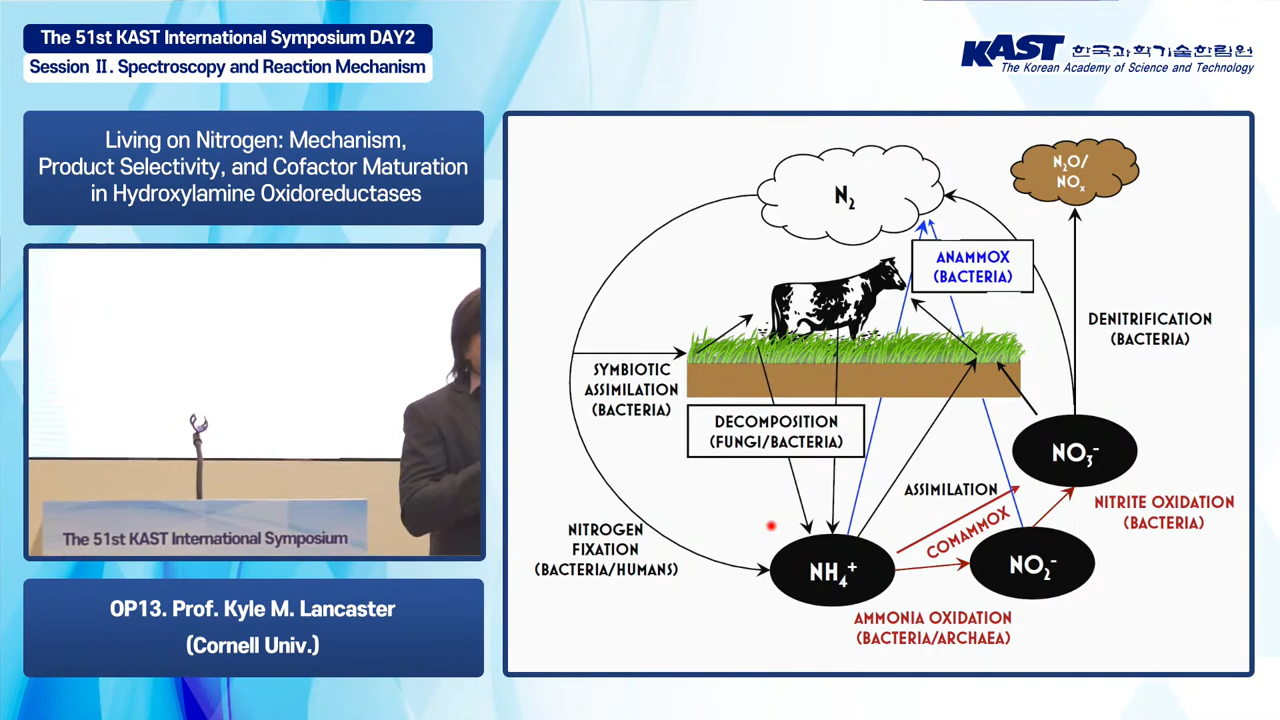 The 51st KAST International Symposium DAY2
Session Ⅱ. Spectroscopy and Reaction Mechanism
KAST 한국과학기술한림원
The Korean Academy of Science and Technology
Living on Nitrogen: Mechanism,
Product Selectivity, and Cofactor Maturation
in Hydroxylamine Oxidoreductases
The 51st KAST International Symposium
OP13. Prof. Kyle M. Lancaster
(Cornell Univ.)
N₂
N₂O/
NOₓ
ANAMMOX
(BACTERIA)
DENITRIFICATION
(BACTERIA)
SYMBIOTIC
ASSIMILATION
(BACTERIA)
DECOMPOSITION
(FUNGI/BACTERIA)
NO₃⁻
ASSIMILATION
NITRITE OXIDATION
(BACTERIA)
COMAMMOX
NITROGEN
FIXATION
(BACTERIA/HUMANS)
NH₄⁺
NO₂⁻
AMMONIA OXIDATION
(BACTERIA/ARCHAEA)